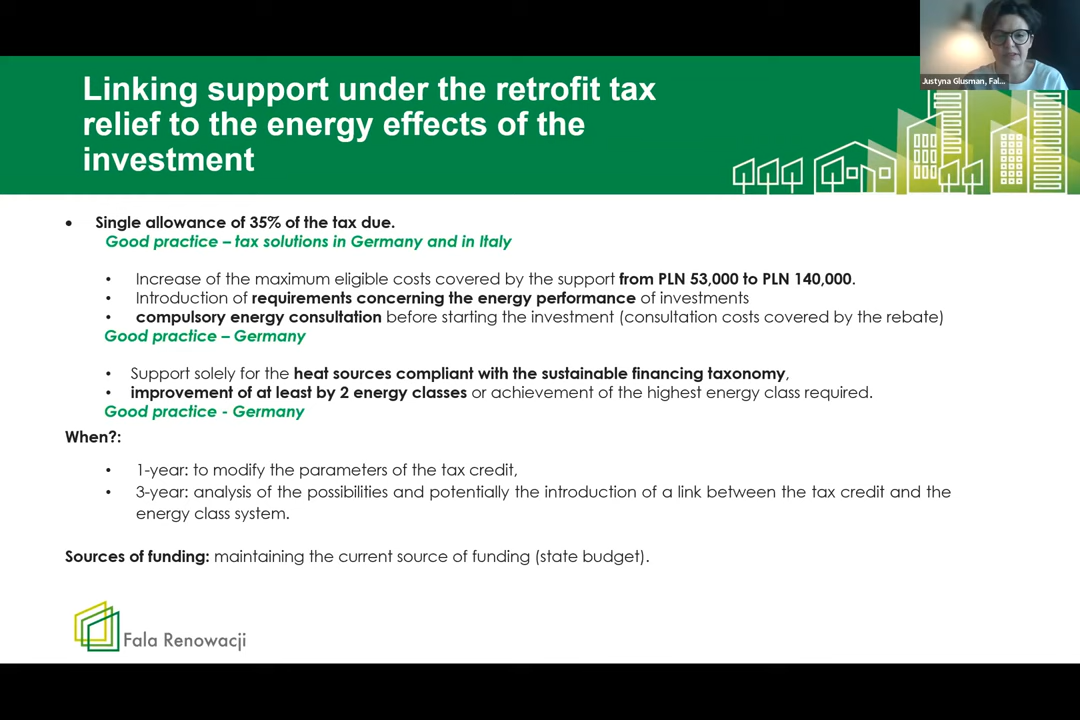 Justyna Glusman, Fal...
Linking support under the retrofit tax
relief to the energy effects of the
investment
• Single allowance of 35% of the tax due.
Good practice – tax solutions in Germany and in Italy
• Increase of the maximum eligible costs covered by the support from PLN 53,000 to PLN 140,000.
• Introduction of requirements concerning the energy performance of investments
• compulsory energy consultation before starting the investment (consultation costs covered by the rebate)
Good practice – Germany
• Support solely for the heat sources compliant with the sustainable financing taxonomy,
• improvement of at least by 2 energy classes or achievement of the highest energy class required.
Good practice - Germany
When?:
• 1-year: to modify the parameters of the tax credit,
• 3-year: analysis of the possibilities and potentially the introduction of a link between the tax credit and the
energy class system.
Sources of funding: maintaining the current source of funding (state budget).
Fala Renowacji